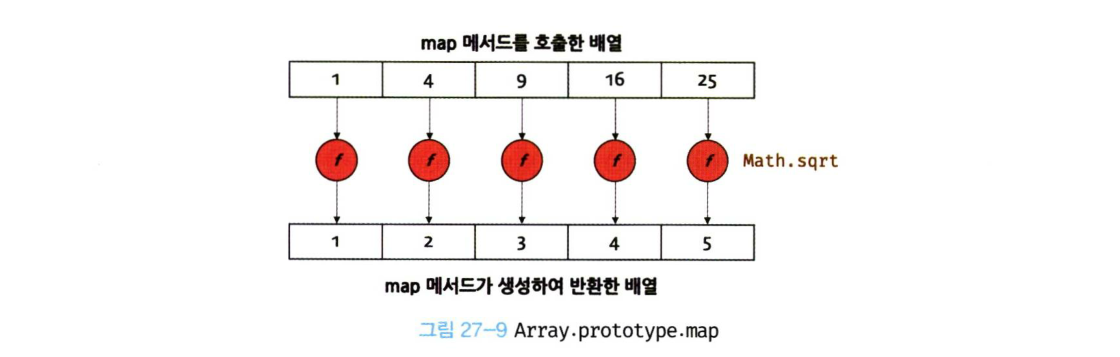 map 메서드를 호출한 배열
1 4 9 16 25
f f f f f Math.sqrt
1 2 3 4 5
map 메서드가 생성하여 반환한 배열
그림 27-9 Array.prototype.map